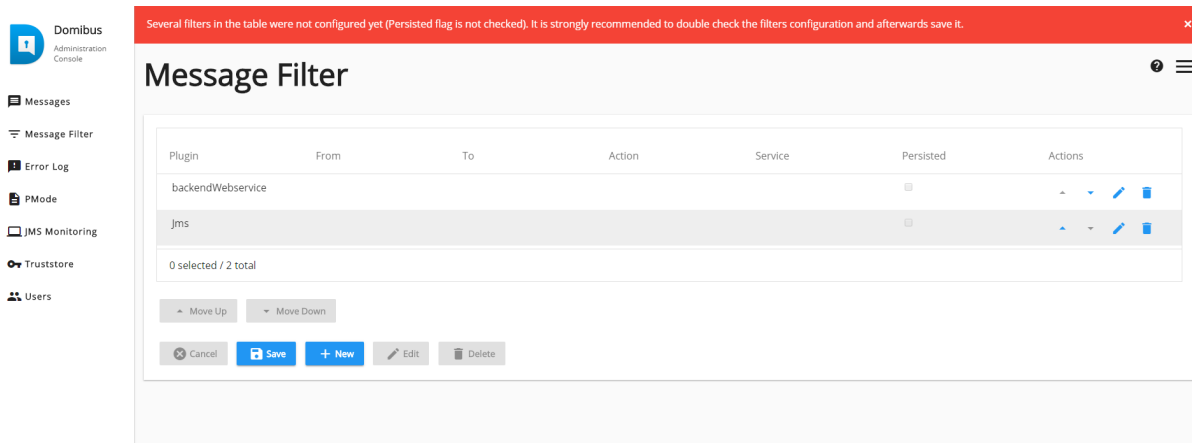 Domibus
Administration
Console
Messages
Message Filter
Error Log
PMode
JMS Monitoring
Truststore
Users
Several filters in the table were not configured yet (Persisted flag is not checked). It is strongly recommended to double check the filters configuration and afterwards save it.
Message Filter
Plugin From To Action Service Persisted Actions
backendWebservice
Jms
0 selected / 2 total
Move Up Move Down
Cancel Save New Edit Delete